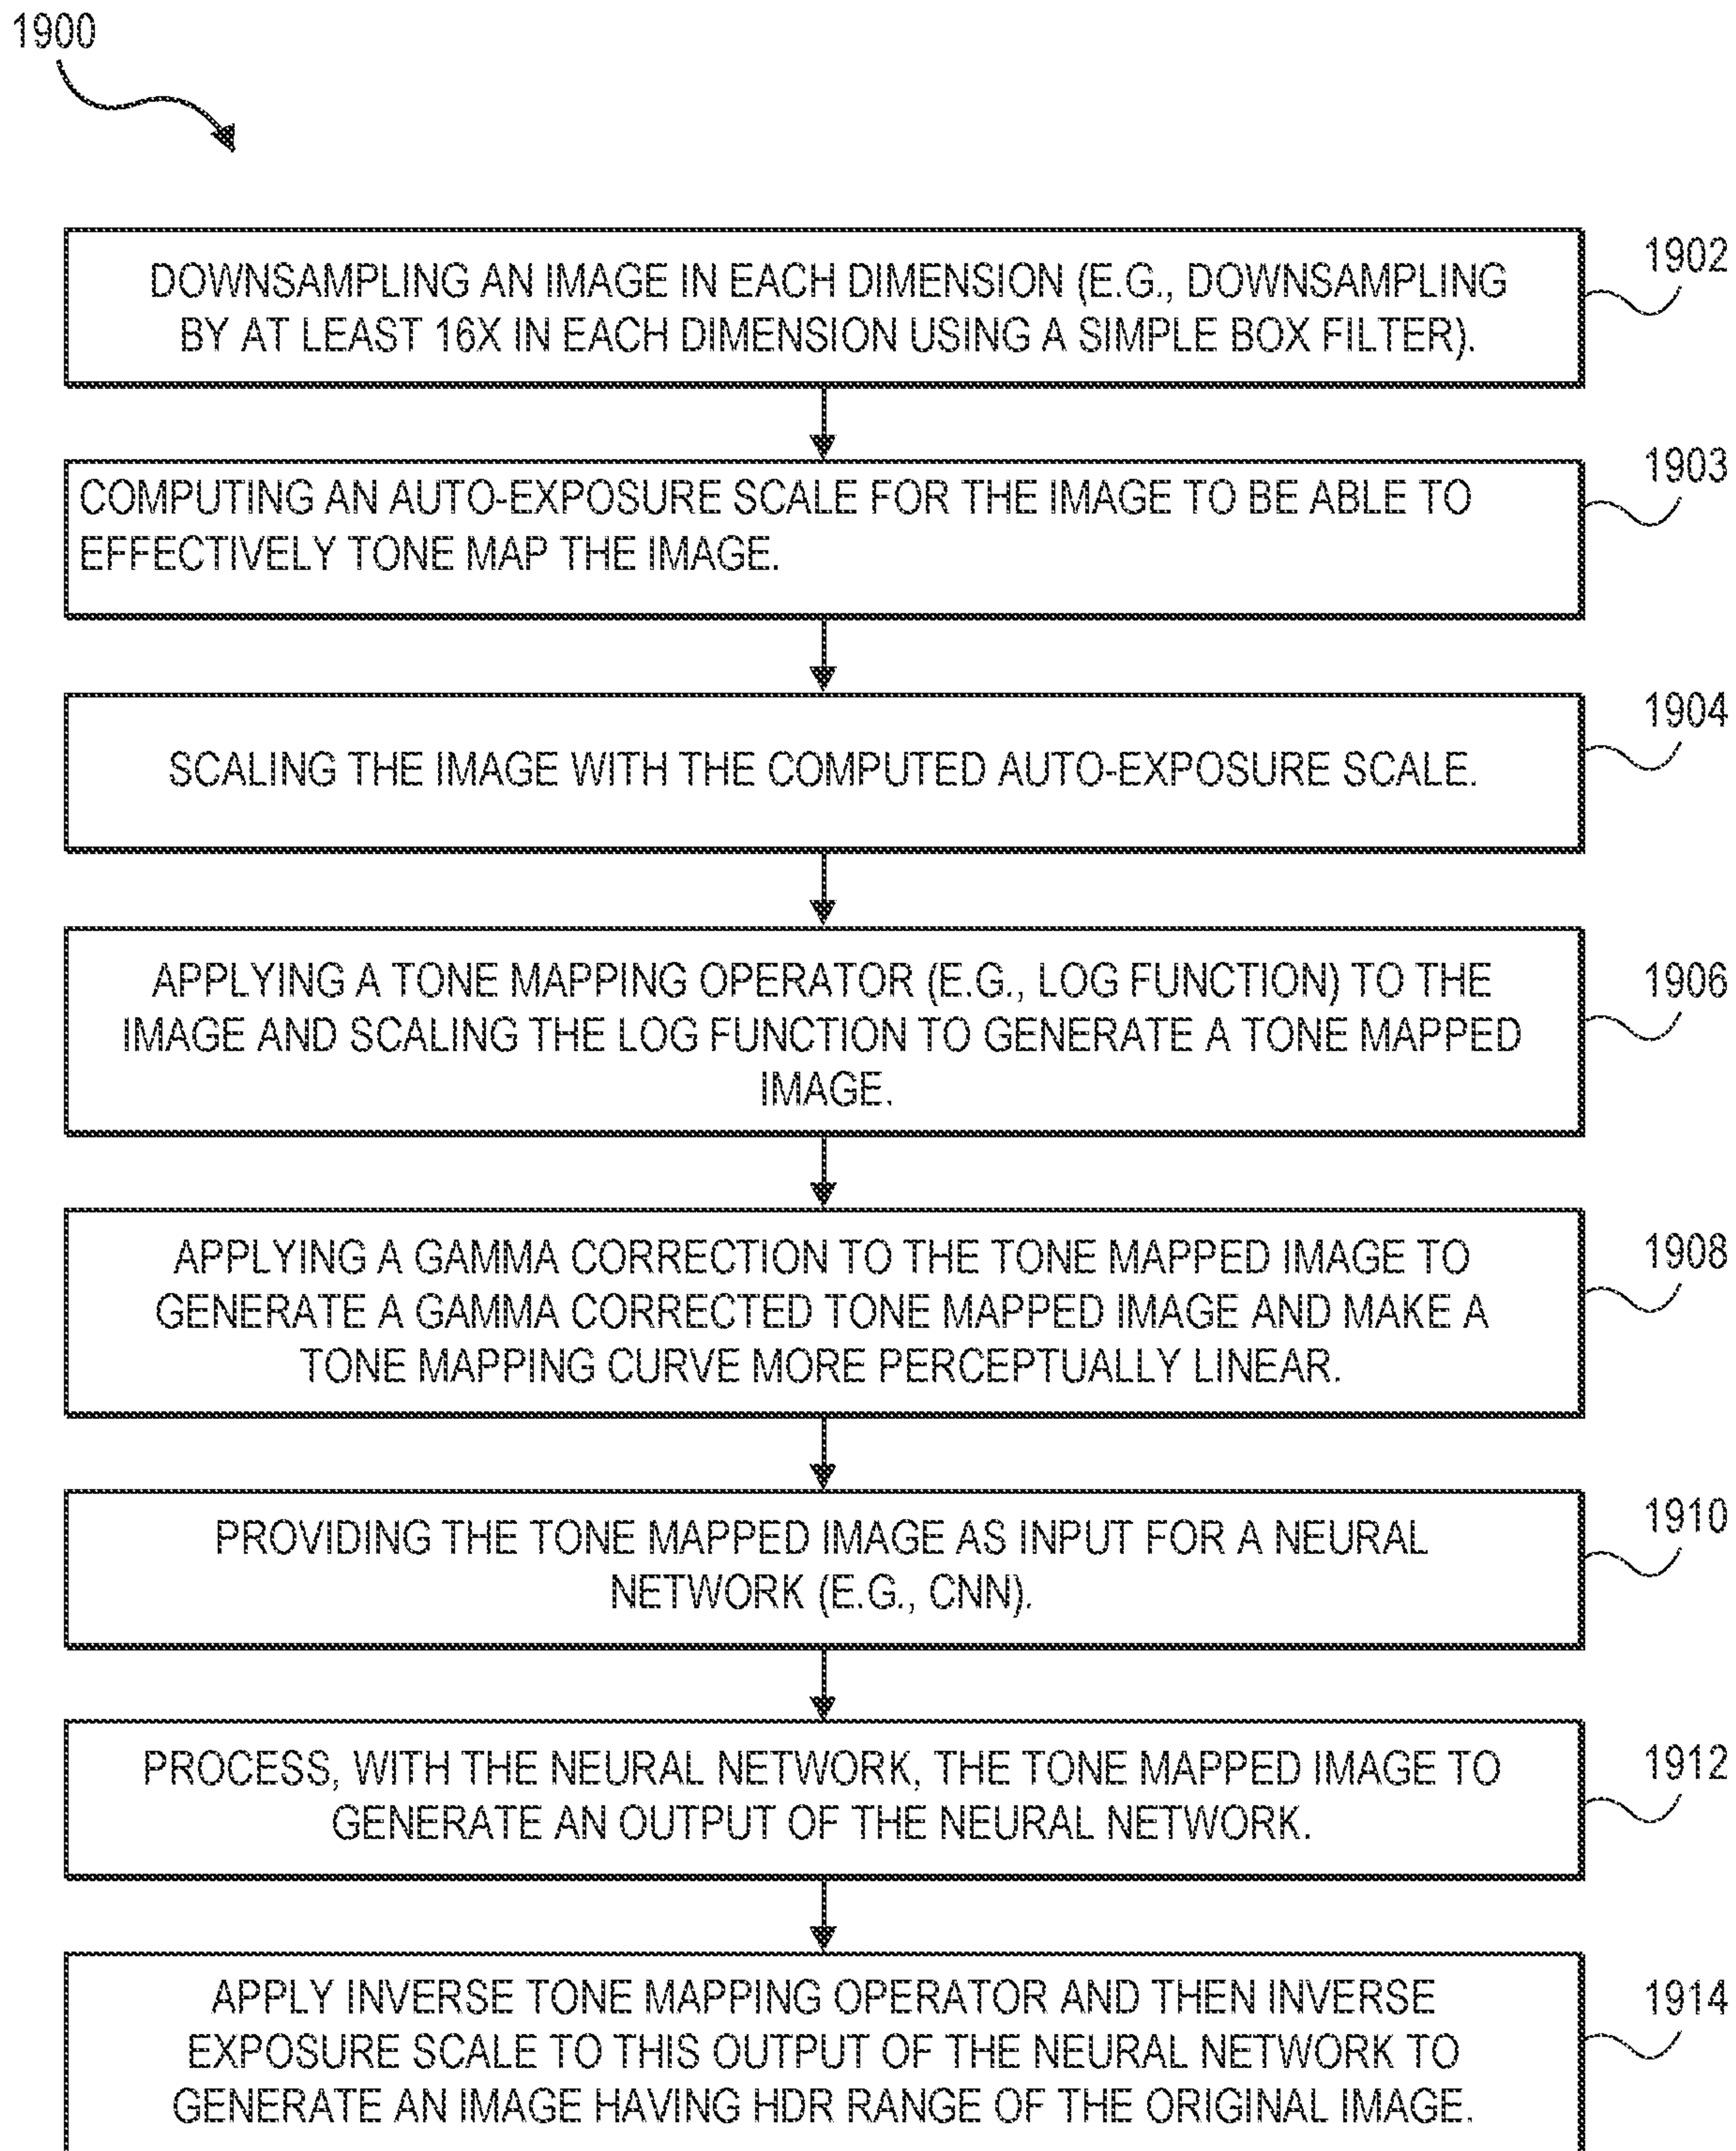 1900
DOWNSAMPLING AN IMAGE IN EACH DIMENSION (E.G., DOWNSAMPLING
BY AT LEAST 16X IN EACH DIMENSION USING A SIMPLE BOX FILTER).
1902
COMPUTING AN AUTO-EXPOSURE SCALE FOR THE IMAGE TO BE ABLE TO
EFFECTIVELY TONE MAP THE IMAGE.
1903
SCALING THE IMAGE WITH THE COMPUTED AUTO-EXPOSURE SCALE.
1904
APPLYING A TONE MAPPING OPERATOR (E.G., LOG FUNCTION) TO THE
IMAGE AND SCALING THE LOG FUNCTION TO GENERATE A TONE MAPPED
IMAGE.
1906
APPLYING A GAMMA CORRECTION TO THE TONE MAPPED IMAGE TO
GENERATE A GAMMA CORRECTED TONE MAPPED IMAGE AND MAKE A
TONE MAPPING CURVE MORE PERCEPTUALLY LINEAR.
1908
PROVIDING THE TONE MAPPED IMAGE AS INPUT FOR A NEURAL
NETWORK (E.G., CNN).
1910
PROCESS, WITH THE NEURAL NETWORK, THE TONE MAPPED IMAGE TO
GENERATE AN OUTPUT OF THE NEURAL NETWORK.
1912
APPLY INVERSE TONE MAPPING OPERATOR AND THEN INVERSE
EXPOSURE SCALE TO THIS OUTPUT OF THE NEURAL NETWORK TO
GENERATE AN IMAGE HAVING HDR RANGE OF THE ORIGINAL IMAGE.
1914